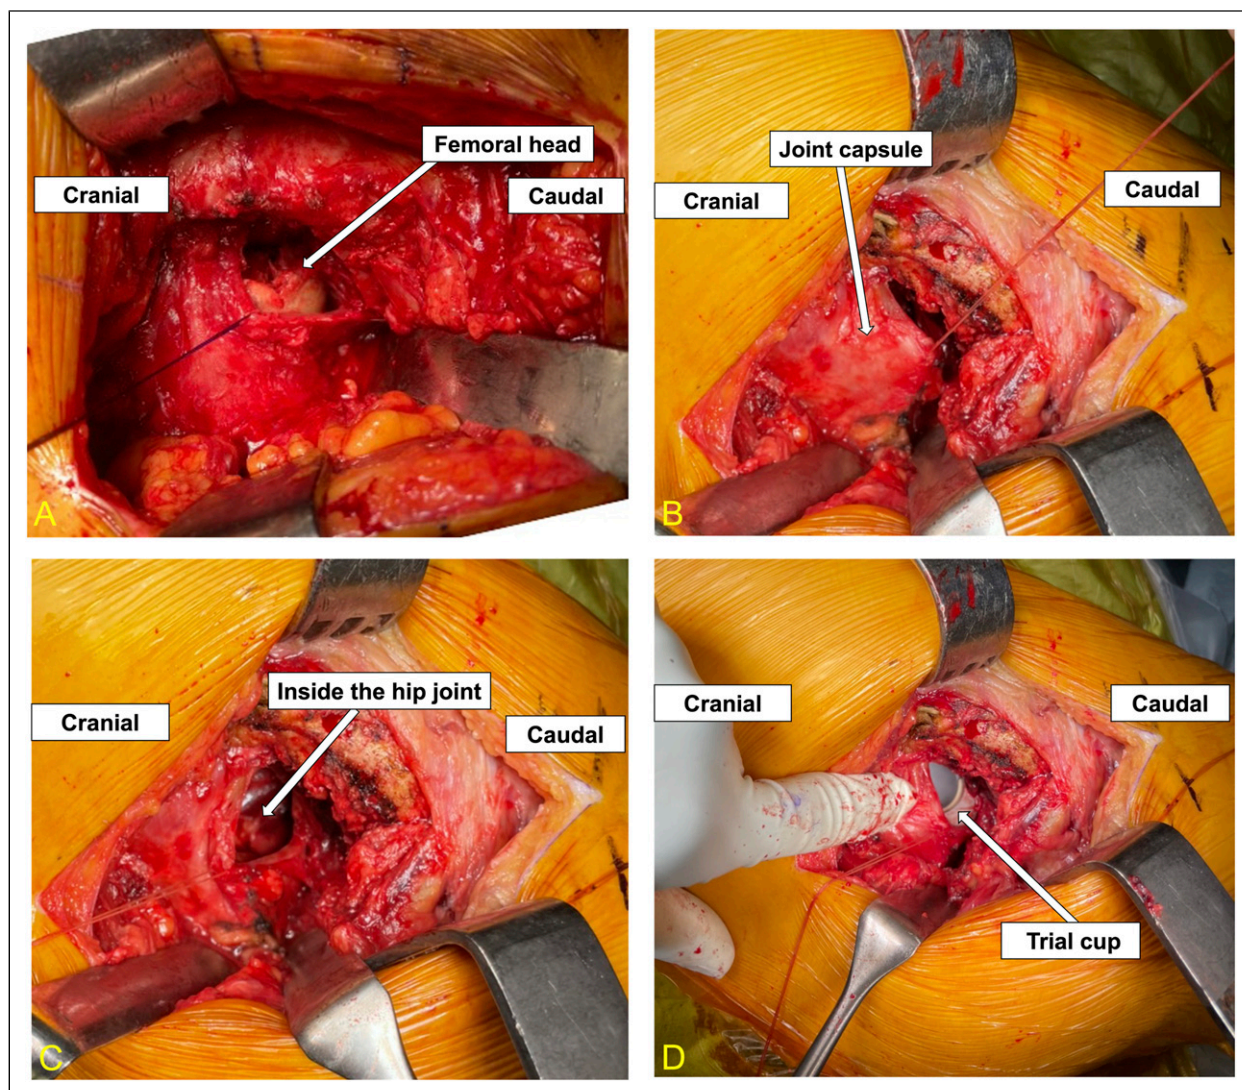 Femoral head
Cranial
Caudal
A
Joint capsule
Cranial
Caudal
B
Inside the hip joint
Cranial
Caudal
C
Cranial
Caudal
Trial cup
D